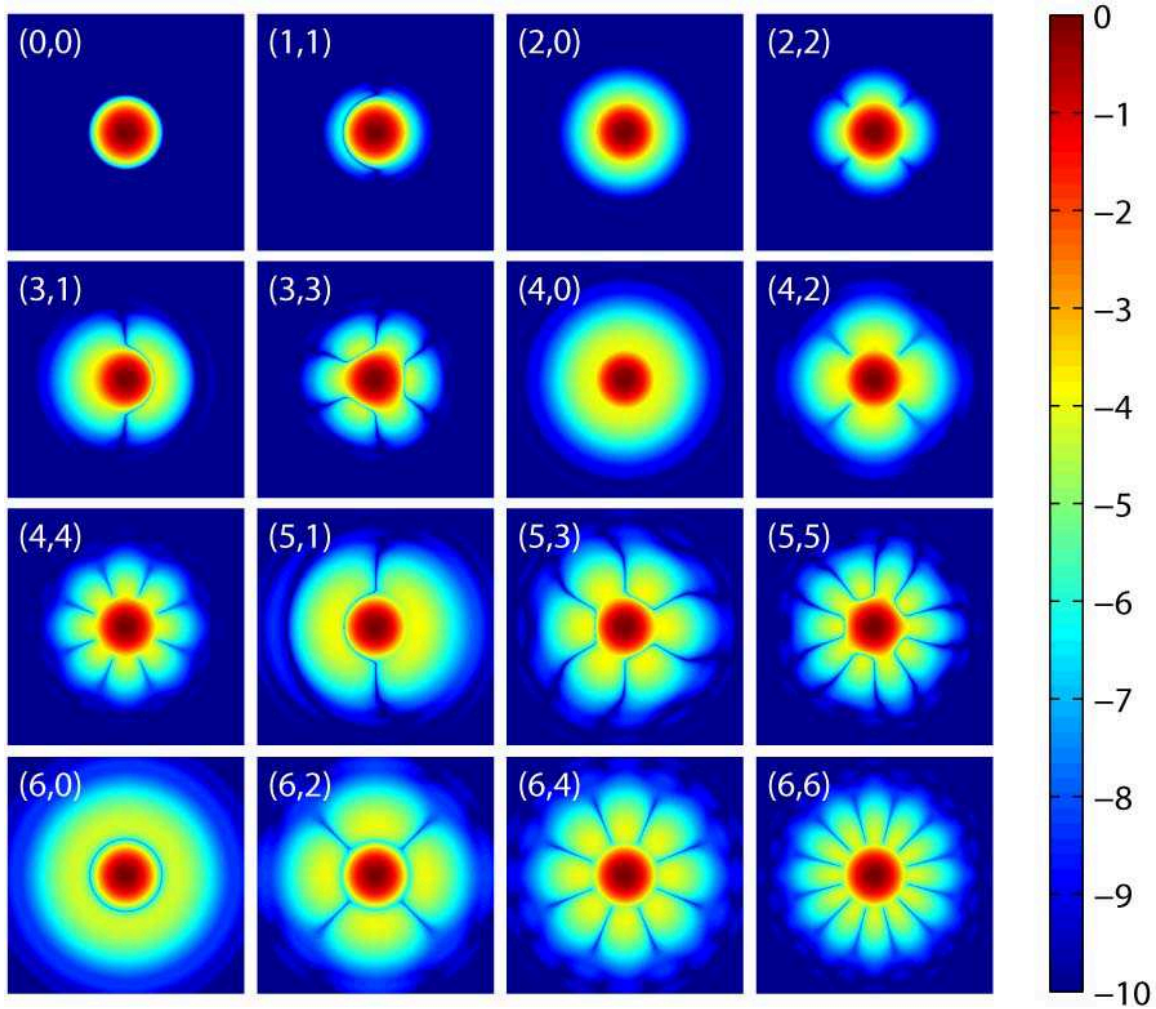 (0,0) (1,1) (2,0) (2,2)
(3,1) (3,3) (4,0) (4,2)
(4,4) (5,1) (5,3) (5,5)
(6,0) (6,2) (6,4) (6,6)
0
−1
−2
−3
−4
−5
−6
−7
−8
−9
−10